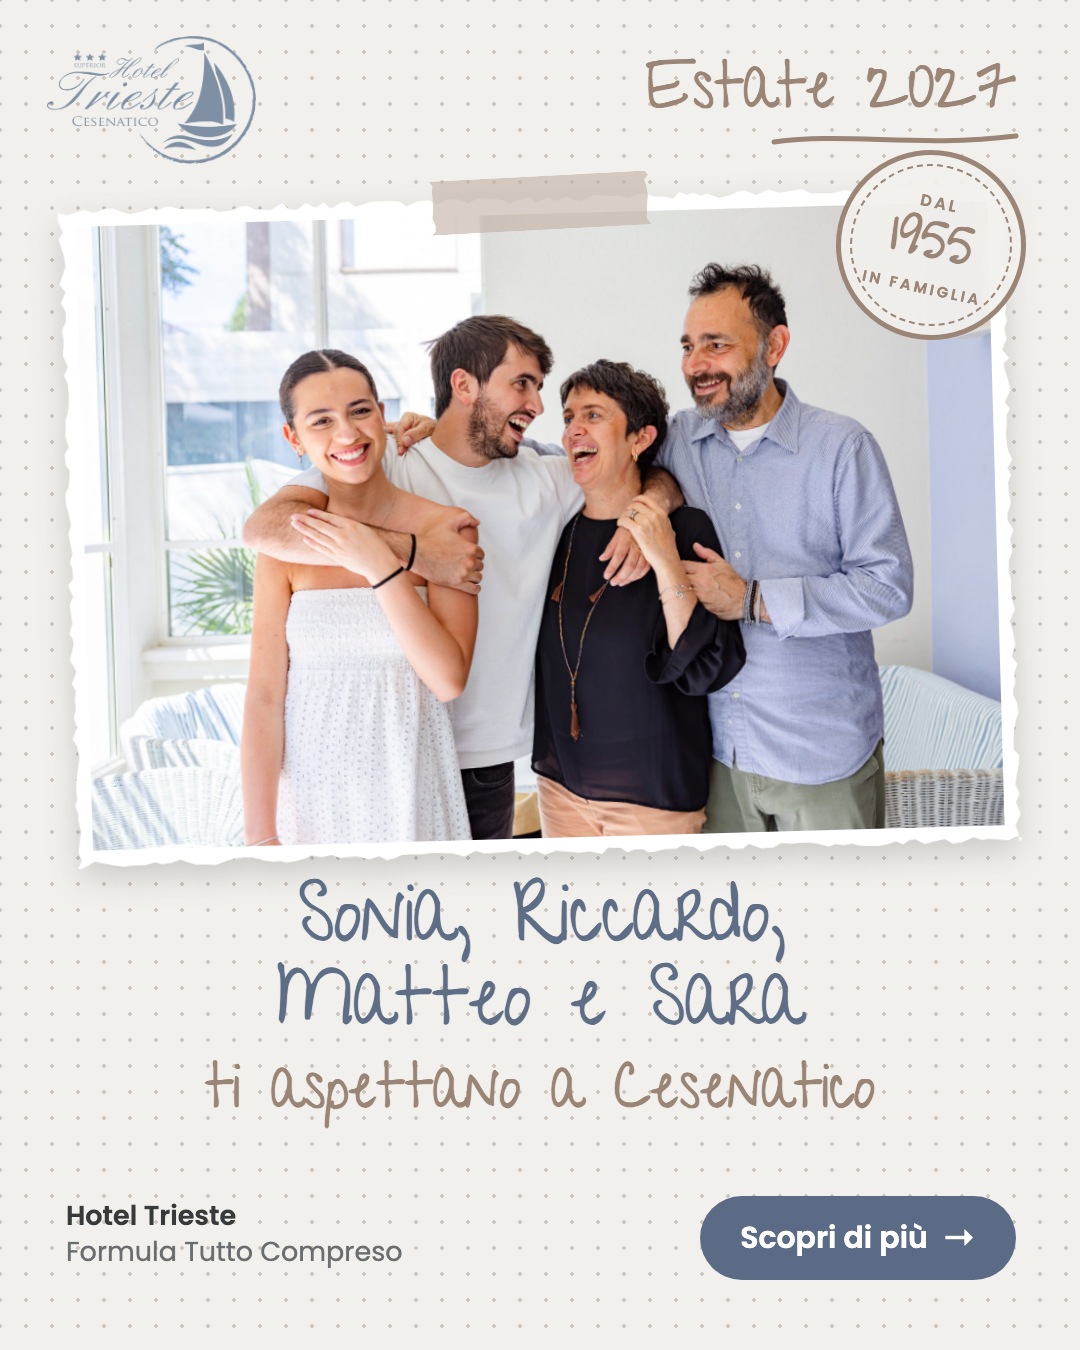 ★★★
SUPERIOR
Hotel
Trieste
CESENATICO
Estate 2027
DAL
1955
IN FAMIGLIA
Sonia, Riccardo,
Matteo e Sara
ti aspettano a Cesenatico
Hotel Trieste
Formula Tutto Compreso
Scopri di più →